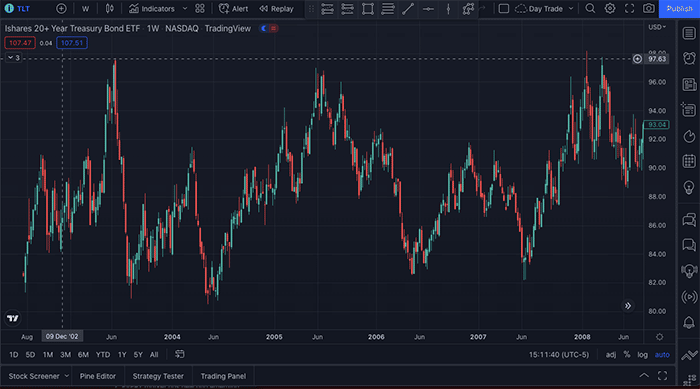 TLT W Indicators Alert Replay Day Trade Publish
Ishares 20+ Year Treasury Bond ETF · 1W · NASDAQ · TradingView
USD
107.47 0.04 107.51
3
98.00
97.63
96.00
94.00
93.04
92.00
90.00
88.00
86.00
84.00
82.00
80.00
Aug 09 Dec '02 Jun 2004 Jun 2005 Jun 2006 Jun 2007 Jun 2008 Jun
1D 5D 1M 3M 6M YTD 1Y 5Y All 15:11:40 (UTC-5) adj % log auto
Stock Screener Pine Editor Strategy Tester Trading Panel